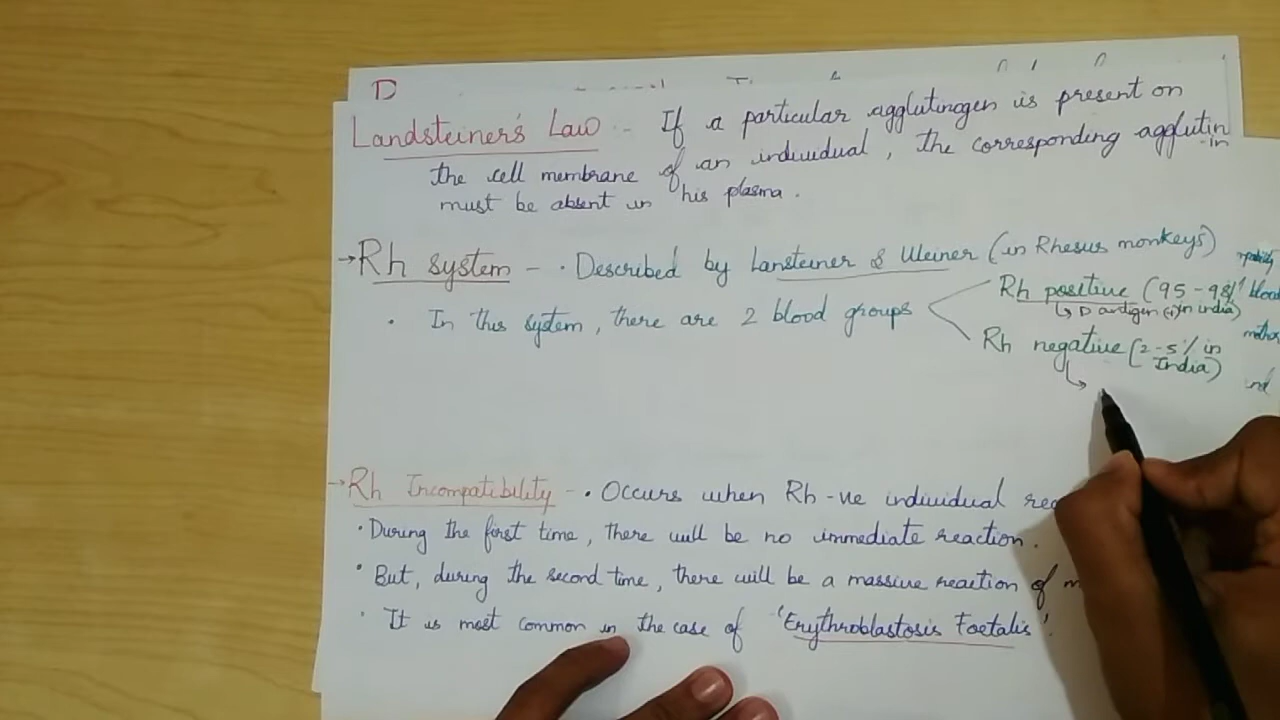 D
Landsteiner's Law - If a particular agglutinogen is present on
the cell membrane of an individual, the corresponding agglutin
-in
must be absent in his plasma.
→ Rh system - • Described by Lansteiner & Weiner (in Rhesus monkeys)
Rh positive (95 - 98%
↳ D antigen (+) in india)
• In this system, there are 2 blood groups
Rh negative (2-5% in
India)
↳
blood
mother
→ Rh Incompatibility - • Occurs when Rh -ve individual
• During the first time, there will be no immediate reaction.
• But, during the second time, there will be a massive reaction of
• It is most common in the case of 'Erythroblastosis Foetalis'.